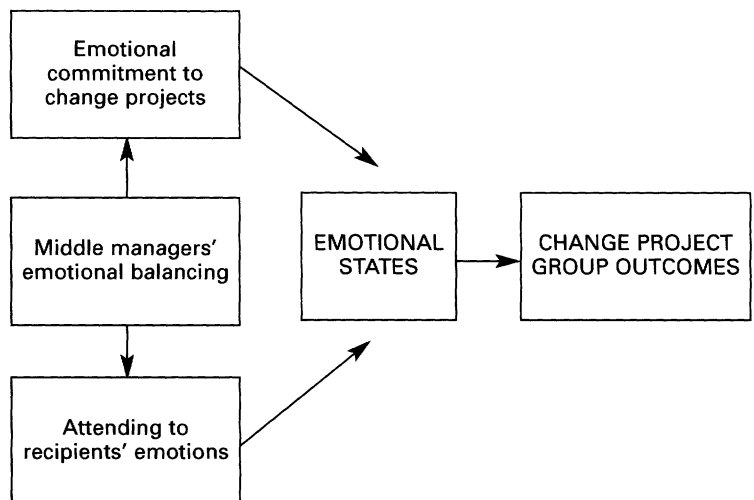 Emotional
commitment to
change projects
Middle managers'
emotional balancing
EMOTIONAL
STATES
CHANGE PROJECT
GROUP OUTCOMES
Attending to
recipients' emotions